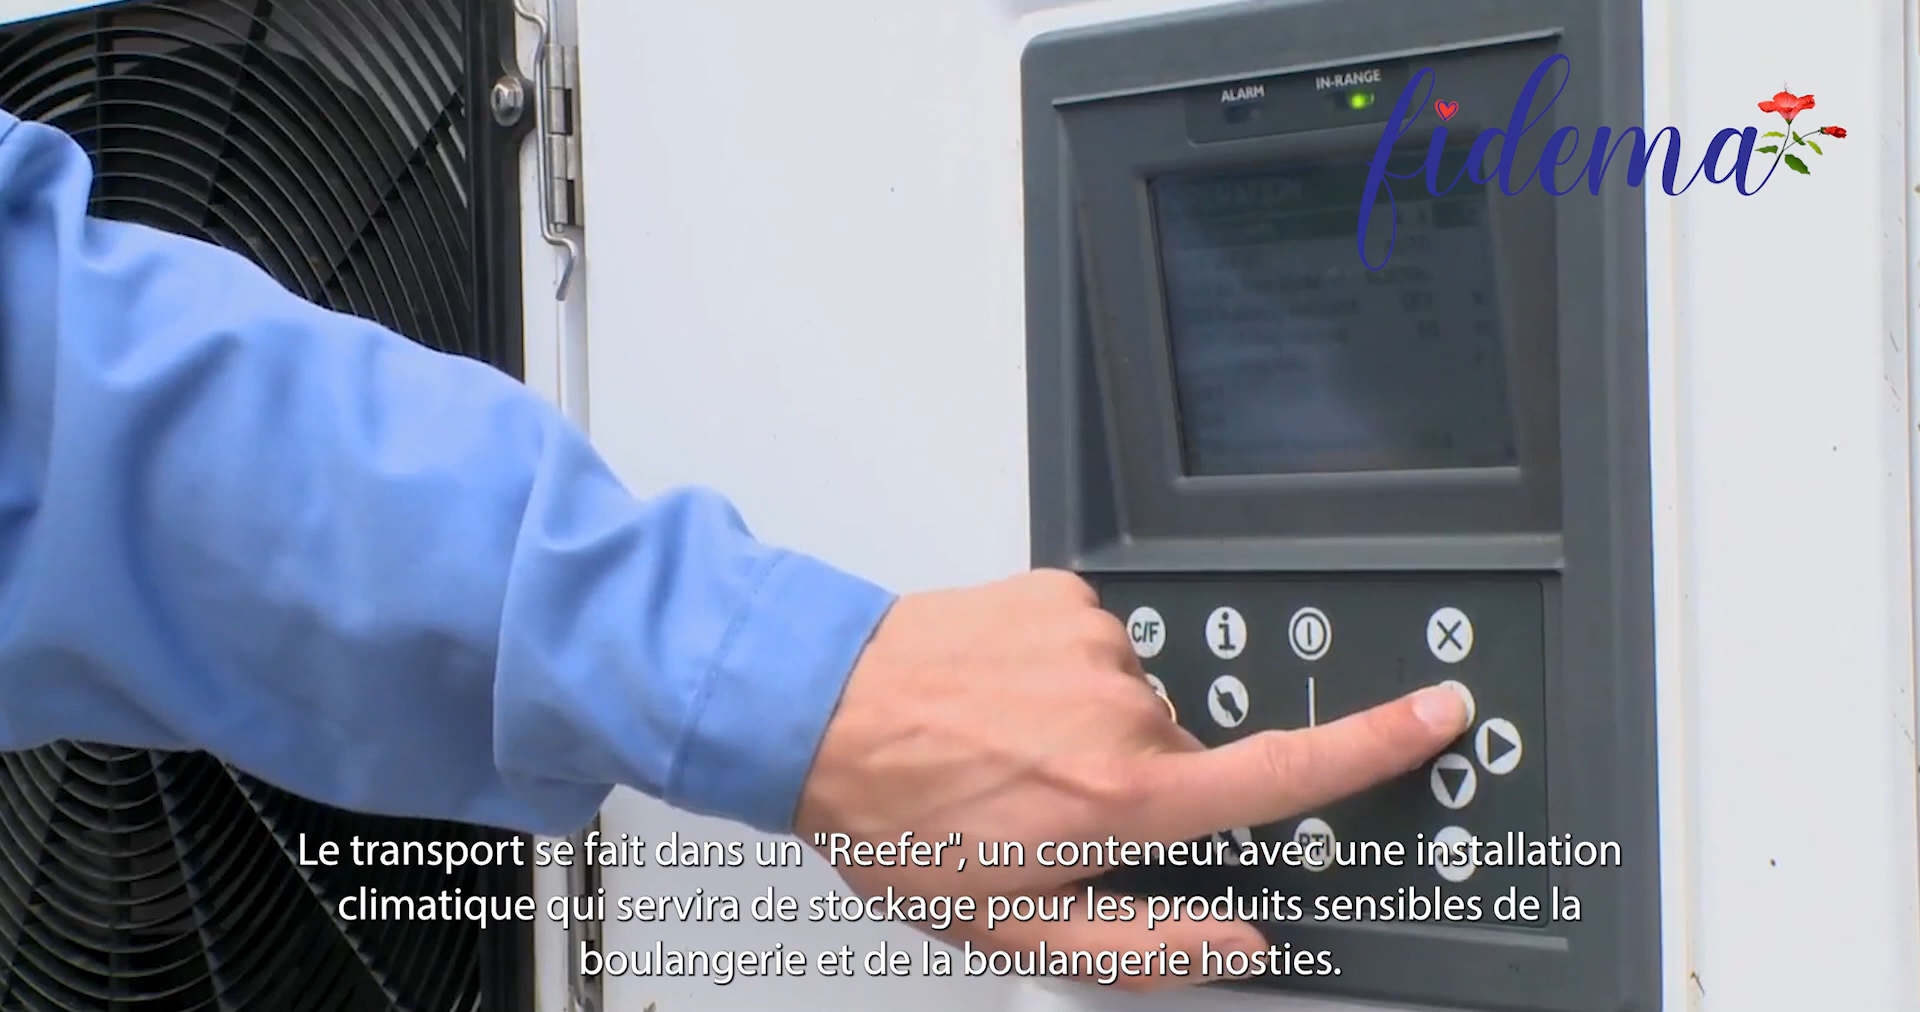 ALARM
IN-RANGE
fidema
C/F
i
Le transport se fait dans un "Reefer", un conteneur avec une installation
climatique qui servira de stockage pour les produits sensibles de la
boulangerie et de la boulangerie hosties.